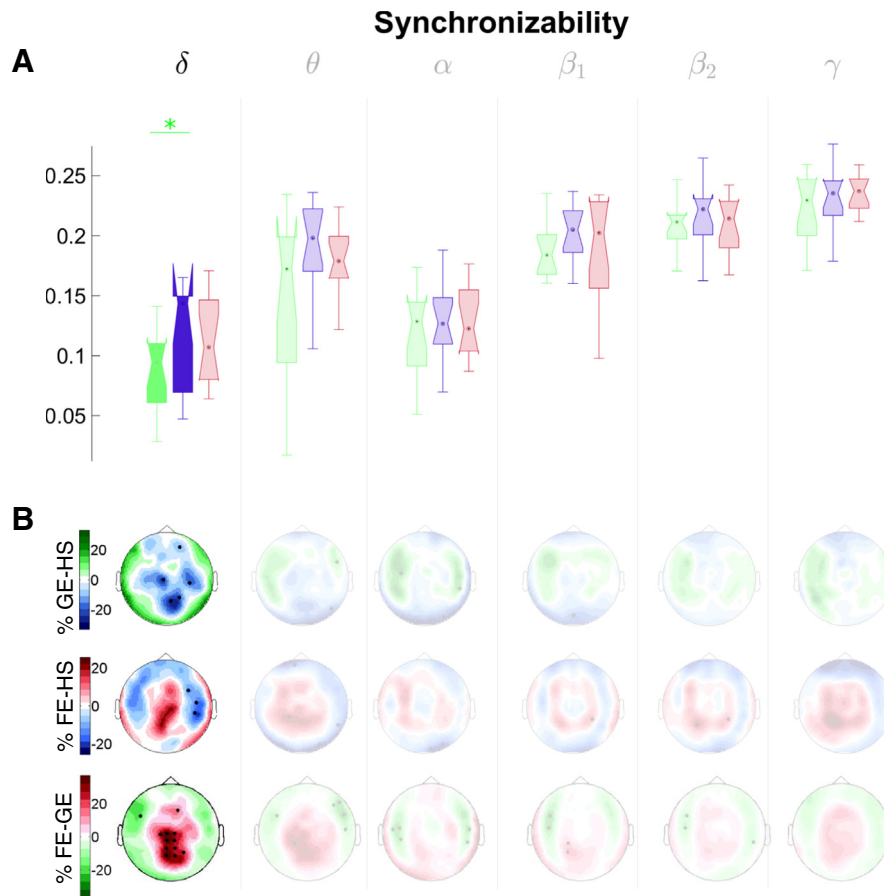 Synchronizability
A
δ θ α β1 β2 γ
*
0.25
0.2
0.15
0.1
0.05
B
% GE-HS
20
0
-20
% FE-HS
20
0
-20
% FE-GE
20
0
-20